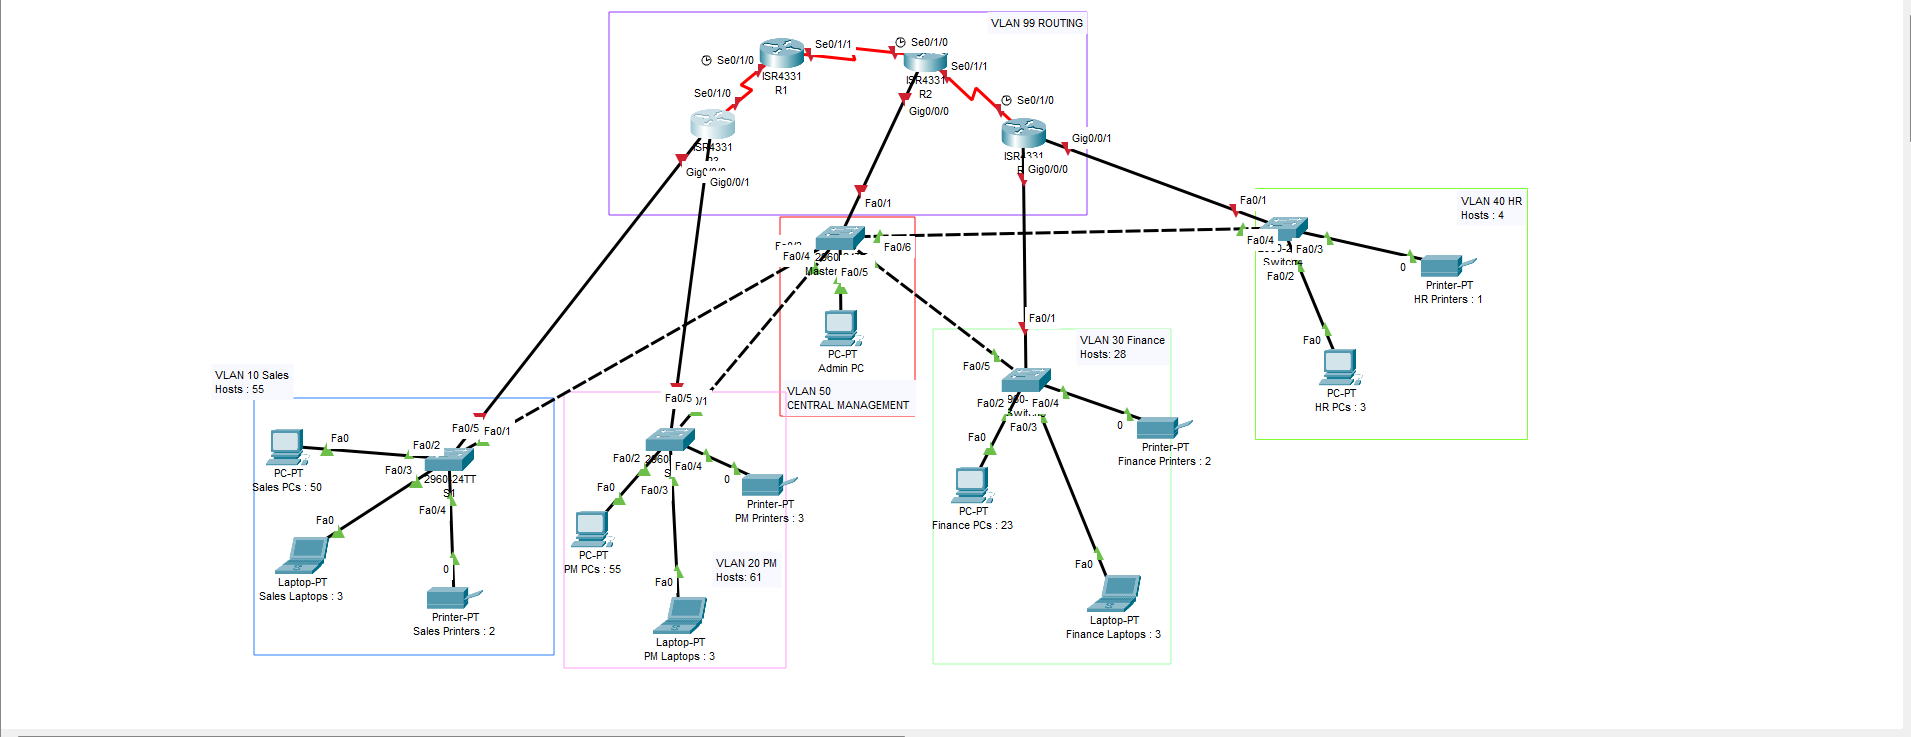 VLAN 99 ROUTING
Se0/1/0
Se0/1/1
Se0/1/0
ISR4331
R1
Se0/1/1
ISR4331
R2
Se0/1/0
Se0/1/0
Gig0/0/0
ISR4331
Gig0/0/1
ISR4331
Gig0/0/0
Gig0/0/1
Fa0/1
Fa0/1
VLAN 40 HR
Hosts : 4
Fa0/6
Fa0/4
Fa0/5
Master
Fa0/4
Fa0/3
Fa0/2
0
Printer-PT
HR Printers : 1
Fa0/1
PC-PT
Admin PC
VLAN 30 Finance
Hosts: 28
Fa0
PC-PT
HR PCs : 3
VLAN 10 Sales
Hosts : 55
VLAN 50
CENTRAL MANAGEMENT
Fa0/5
Fa0/2
Fa0/4
Fa0/3
Fa0/5
Fa0
0
Printer-PT
Finance Printers : 2
PC-PT
Finance PCs : 23
Fa0
Laptop-PT
Finance Laptops : 3
Fa0/5
Fa0/1
Fa0
Fa0/2
Fa0/3
2960-24TT
S1
Fa0/4
PC-PT
Sales PCs : 50
Fa0
Laptop-PT
Sales Laptops : 3
0
Printer-PT
Sales Printers : 2
Fa0/2
Fa0/4
Fa0/3
Fa0
0
Printer-PT
PM Printers : 3
PC-PT
PM PCs : 55
VLAN 20 PM
Hosts: 61
Fa0
Laptop-PT
PM Laptops : 3